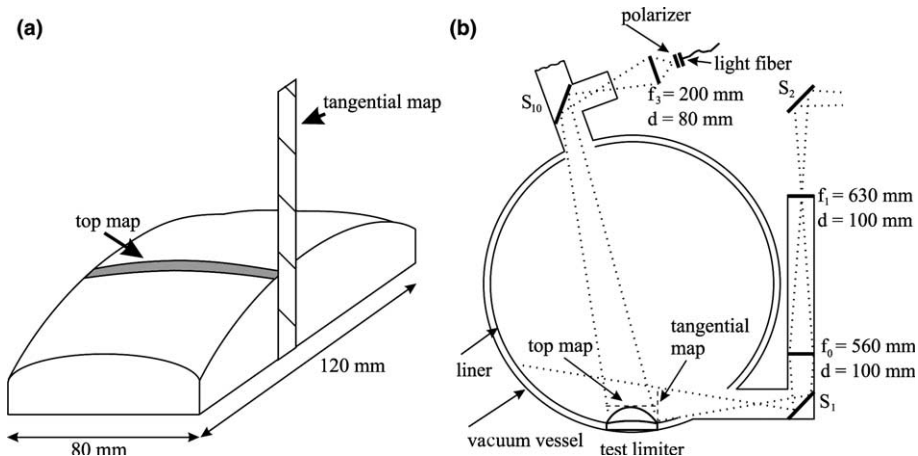 (a)
tangential map
top map
120 mm
80 mm
(b)
polarizer
light fiber
S10
f3 = 200 mm
d = 80 mm
S2
f1 = 630 mm
d = 100 mm
top map
tangential
map
liner
f0 = 560 mm
d = 100 mm
S1
vacuum vessel
test limiter